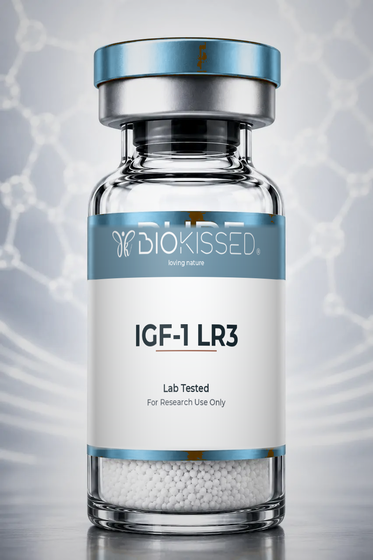 BIOKISSED®
loving nature
IGF-1 LR3
Lab Tested
For Research Use Only